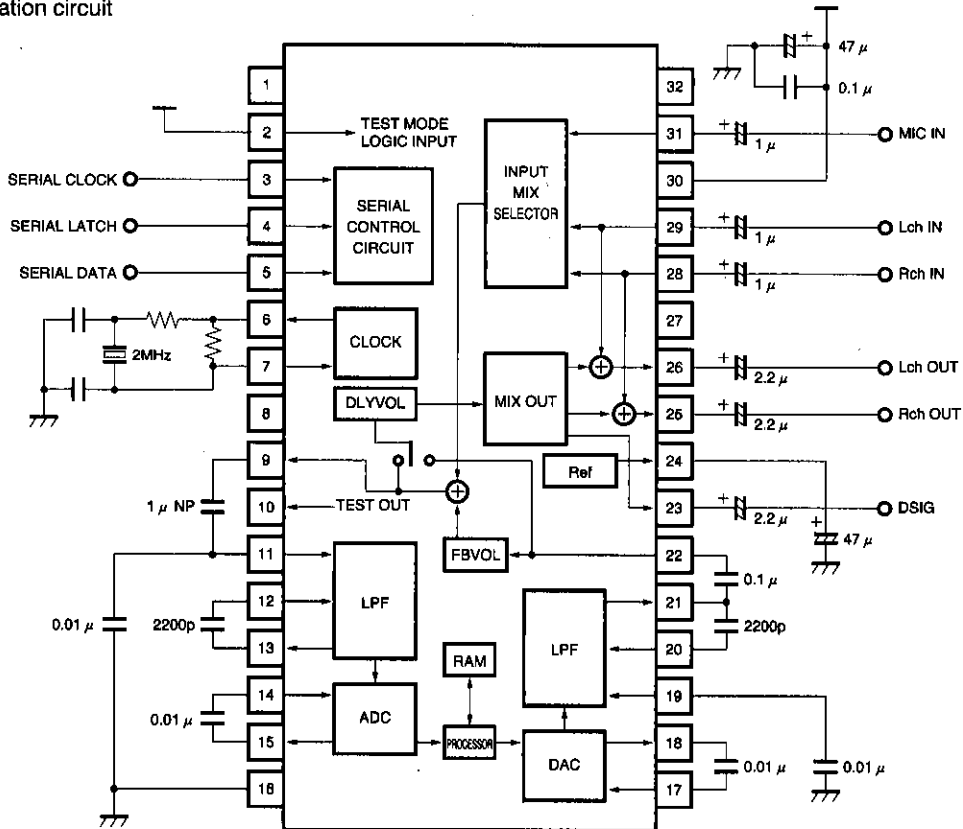 ation circuit
47 μ
0.1 μ
1
2
3
4
5
6
7
8
9
10
11
12
13
14
15
16
32
31
30
29
28
27
26
25
24
23
22
21
20
19
18
17
TEST MODE
LOGIC INPUT
SERIAL CLOCK
SERIAL LATCH
SERIAL DATA
SERIAL
CONTROL
CIRCUIT
INPUT
MIX
SELECTOR
+
1 μ
MIC IN
+
1 μ
Lch IN
+
1 μ
Rch IN
2MHz
CLOCK
DLYVOL
MIX OUT
+
2.2 μ
Lch OUT
+
2.2 μ
Rch OUT
Ref
1 μ NP
TEST OUT
FBVOL
+
2.2 μ
DSIG
+
47 μ
0.1 μ
2200p
0.01 μ
2200p
LPF
LPF
RAM
0.01 μ
ADC
PROCESSOR
DAC
0.01 μ
0.01 μ
+